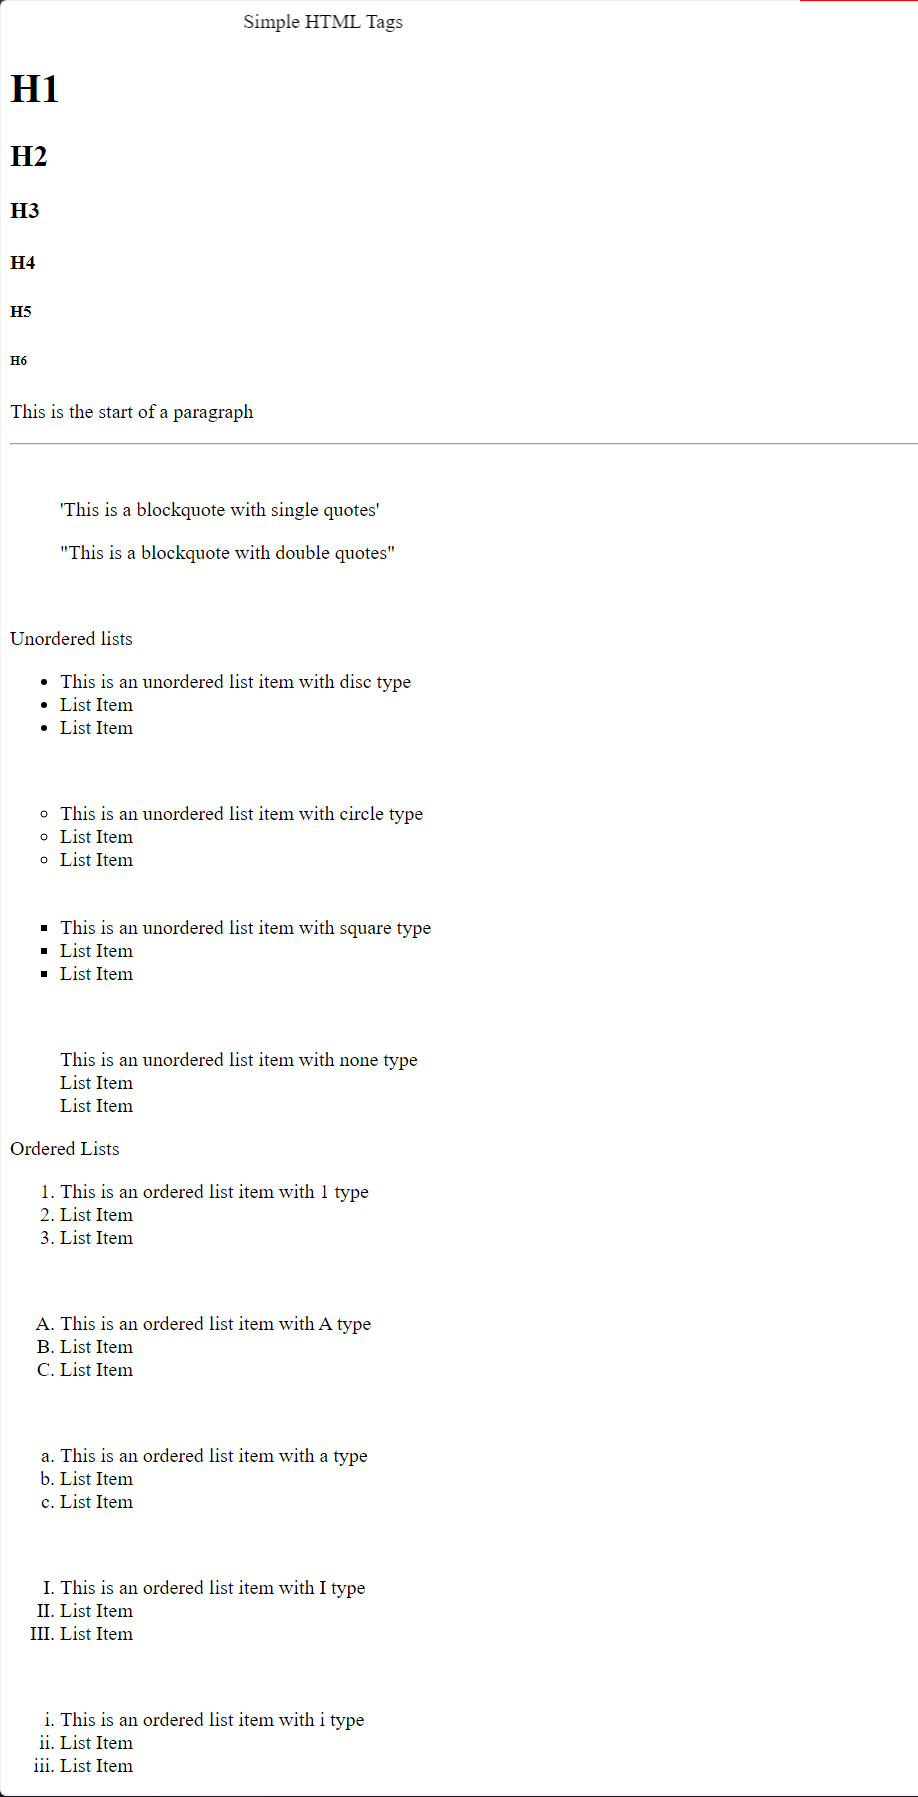 Simple HTML Tags
H1
H2
H3
H4
H5
H6
This is the start of a paragraph
'This is a blockquote with single quotes'
"This is a blockquote with double quotes"
Unordered lists
• This is an unordered list item with disc type
• List Item
• List Item
◦ This is an unordered list item with circle type
◦ List Item
◦ List Item
▪ This is an unordered list item with square type
▪ List Item
▪ List Item
This is an unordered list item with none type
List Item
List Item
Ordered Lists
1. This is an ordered list item with 1 type
2. List Item
3. List Item
A. This is an ordered list item with A type
B. List Item
C. List Item
a. This is an ordered list item with a type
b. List Item
c. List Item
I. This is an ordered list item with I type
II. List Item
III. List Item
i. This is an ordered list item with i type
ii. List Item
iii. List Item